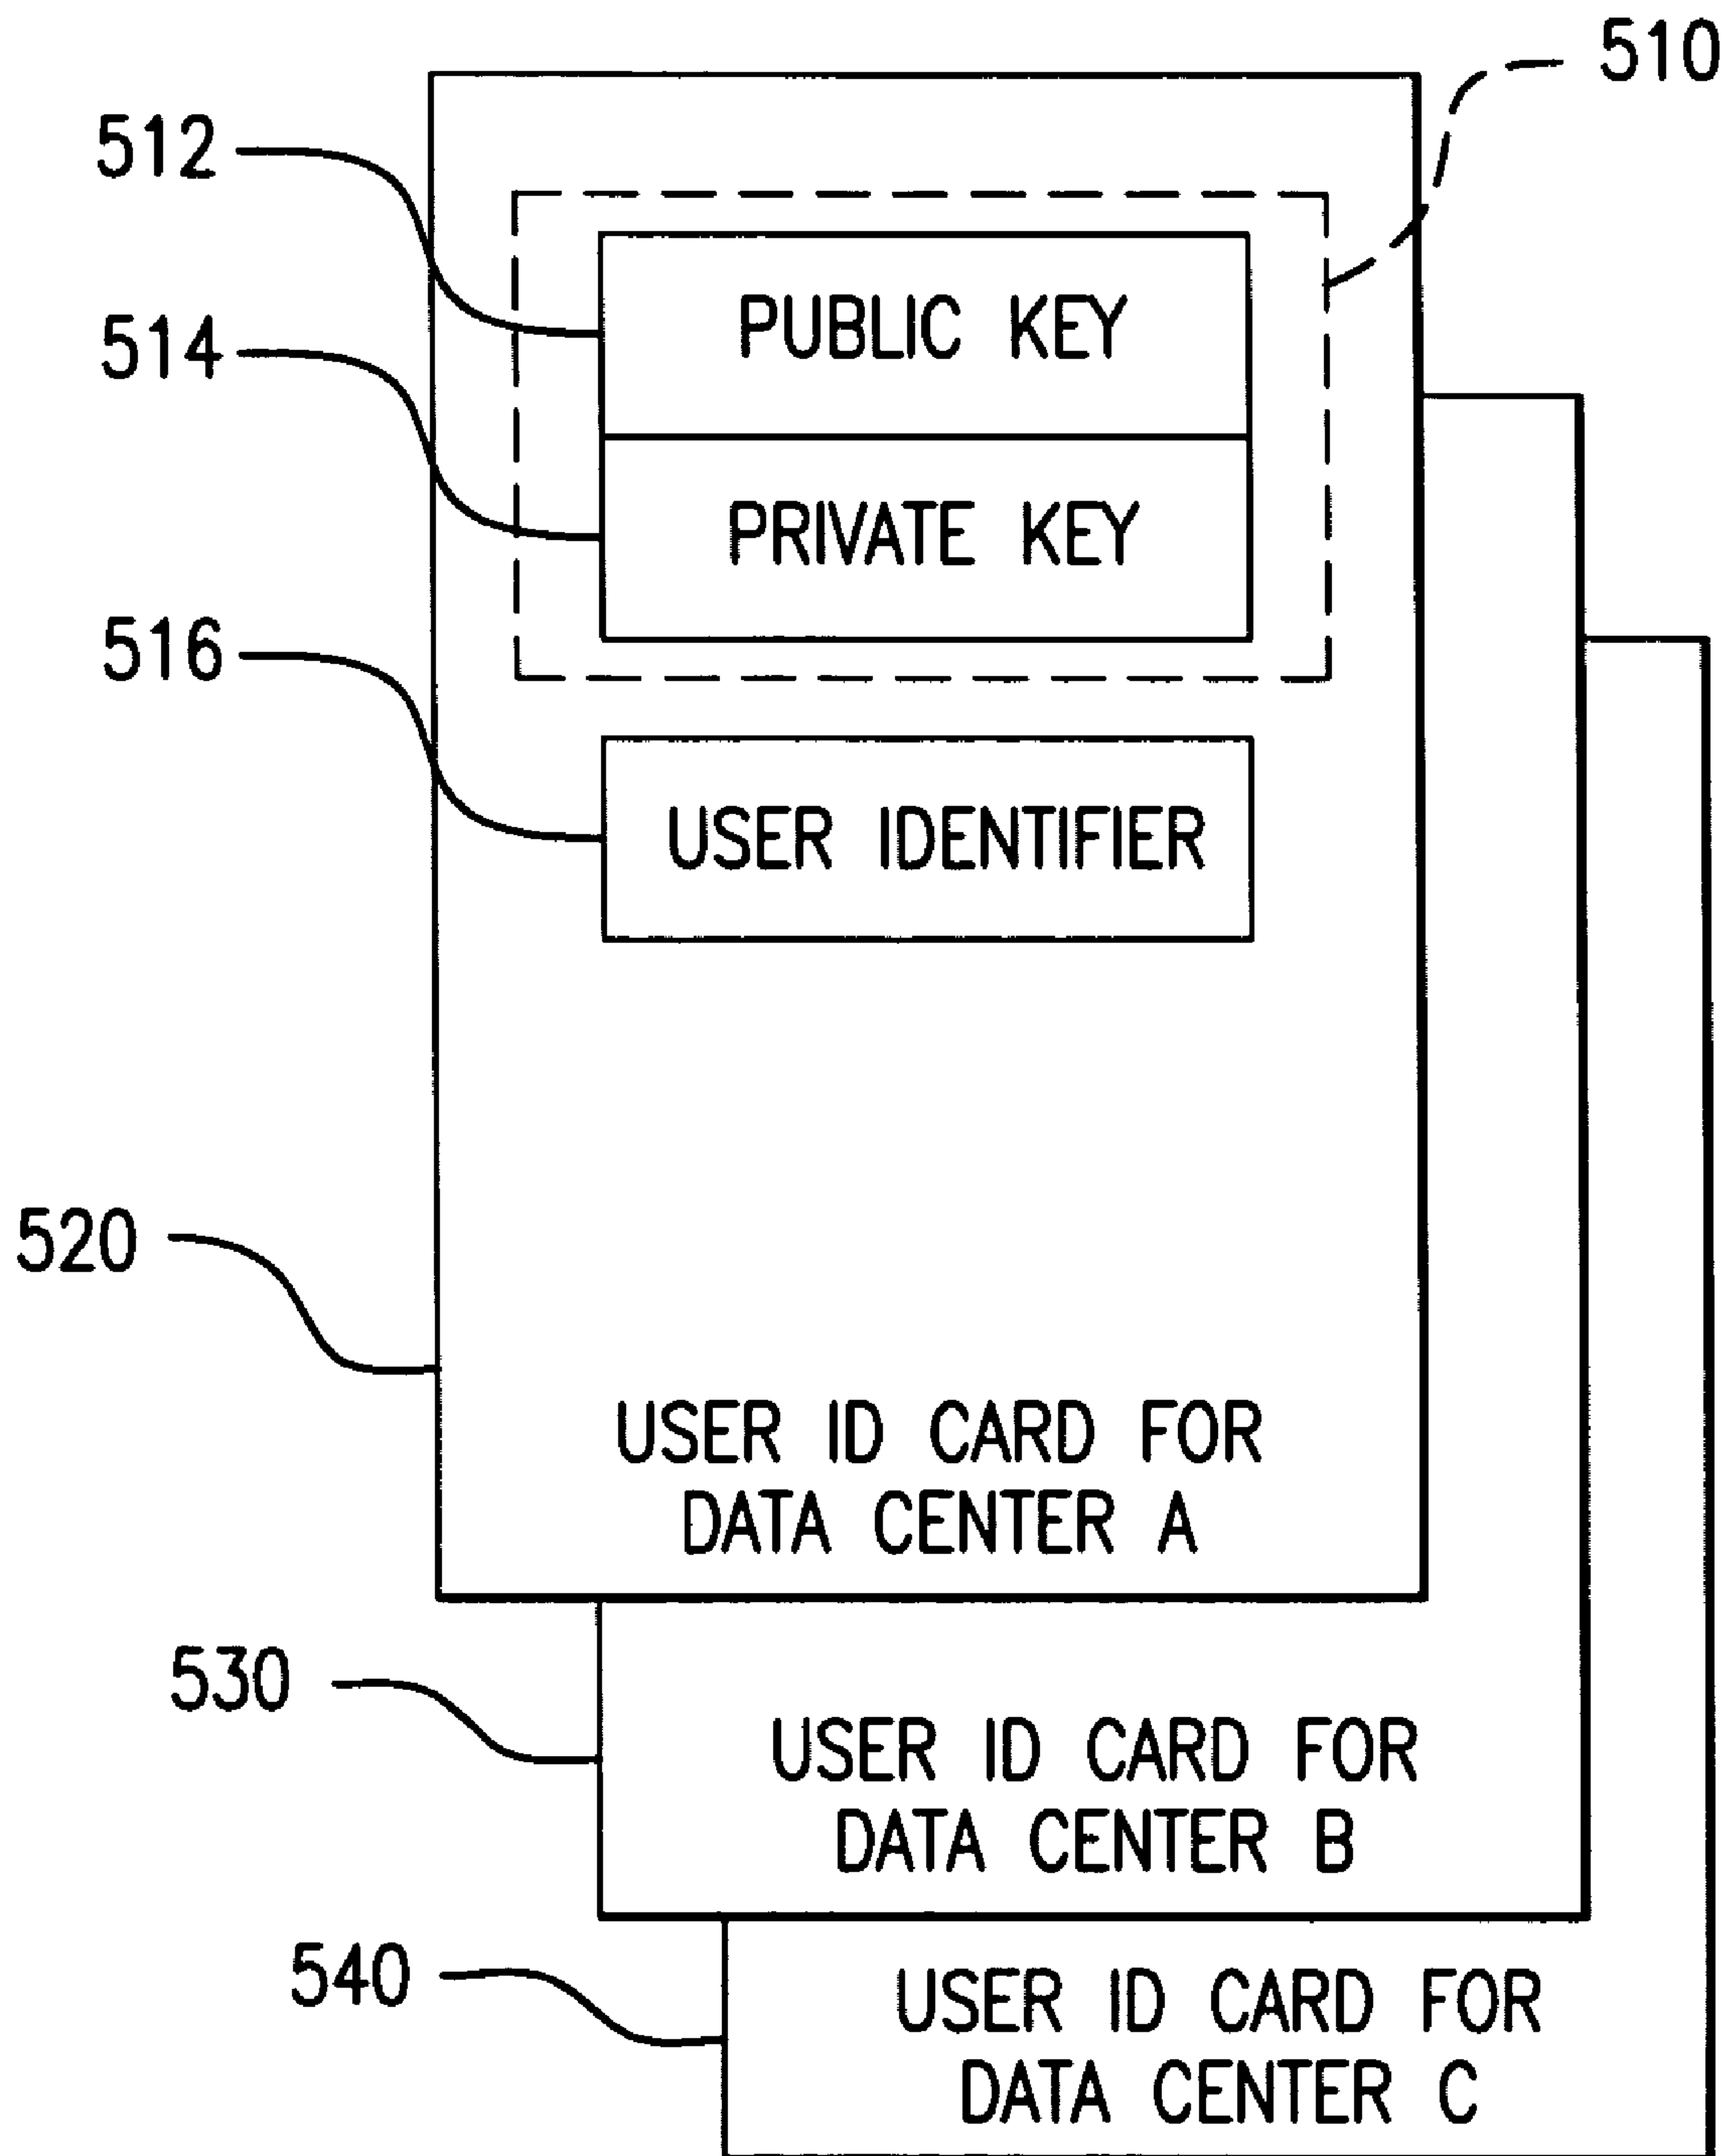 510
512
PUBLIC KEY
514
PRIVATE KEY
516
USER IDENTIFIER
520
USER ID CARD FOR
DATA CENTER A
530
USER ID CARD FOR
DATA CENTER B
540
USER ID CARD FOR
DATA CENTER C